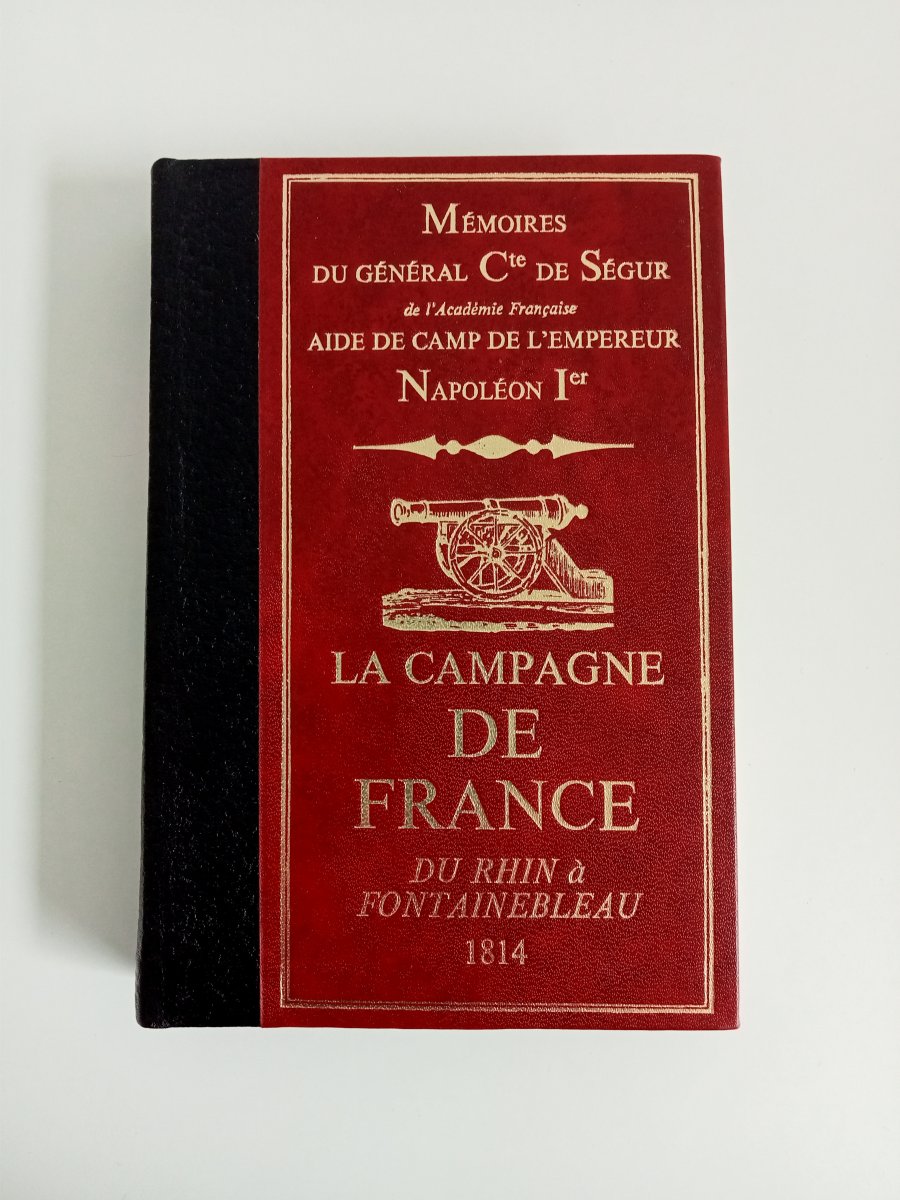 MÉMOIRES
DU GÉNÉRAL Cte DE SÉGUR
de l'Académie Française
AIDE DE CAMP DE L'EMPEREUR
NAPOLÉON Ier
LA CAMPAGNE
DE
FRANCE
DU RHIN à
FONTAINEBLEAU
1814